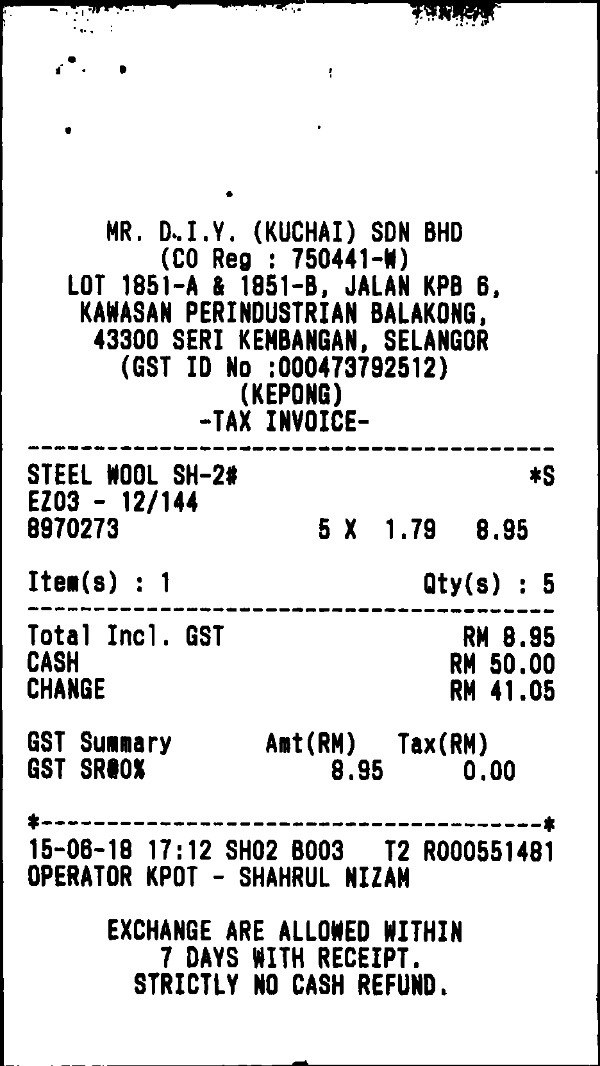 MR. D.I.Y. (KUCHAI) SDN BHD
(CO Reg : 750441-W)
LOT 1851-A & 1851-B, JALAN KPB 6,
KAWASAN PERINDUSTRIAN BALAKONG,
43300 SERI KEMBANGAN, SELANGOR
(GST ID No :000473792512)
(KEPONG)
-TAX INVOICE-
STEEL WOOL SH-2# *S
EZ03 - 12/144
8970273 5 X 1.79 8.95
Item(s) : 1 Qty(s) : 5
Total Incl. GST RM 8.95
CASH RM 50.00
CHANGE RM 41.05
GST Summary Amt(RM) Tax(RM)
GST SR@0% 8.95 0.00
*--------------------------------------*
15-06-18 17:12 SH02 B003 T2 R000551481
OPERATOR KPOT - SHAHRUL NIZAM
EXCHANGE ARE ALLOWED WITHIN
7 DAYS WITH RECEIPT.
STRICTLY NO CASH REFUND.